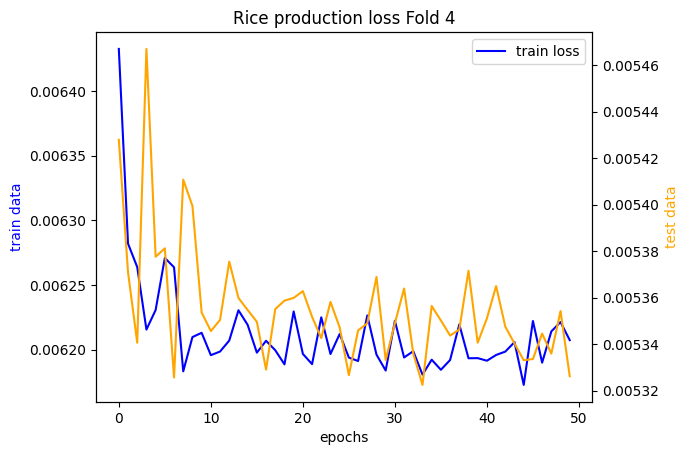 Rice production loss Fold 4
train loss
train data
0.00640
0.00635
0.00630
0.00625
0.00620
0.00546
0.00544
0.00542
0.00540
0.00538
0.00536
0.00534
0.00532
test data
0 10 20 30 40 50
epochs